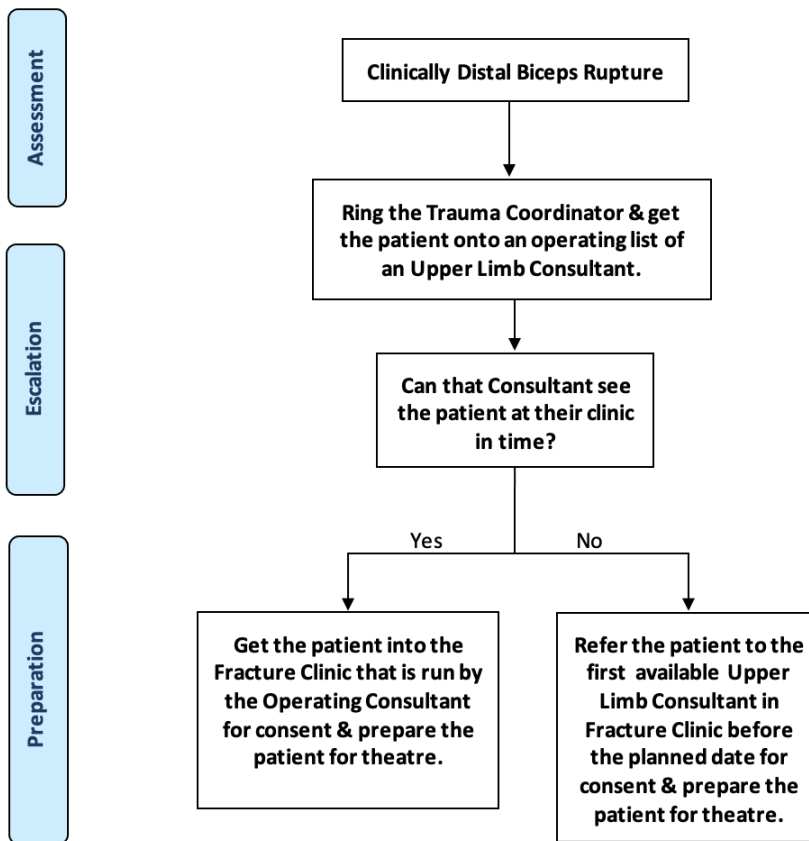 Assessment
Clinically Distal Biceps Rupture
Ring the Trauma Coordinator & get
the patient onto an operating list of
an Upper Limb Consultant.
Escalation
Can that Consultant see
the patient at their clinic
in time?
Yes
No
Preparation
Get the patient into the
Fracture Clinic that is run by
the Operating Consultant
for consent & prepare the
patient for theatre.
Refer the patient to the
first available Upper
Limb Consultant in
Fracture Clinic before
the planned date for
consent & prepare the
patient for theatre.